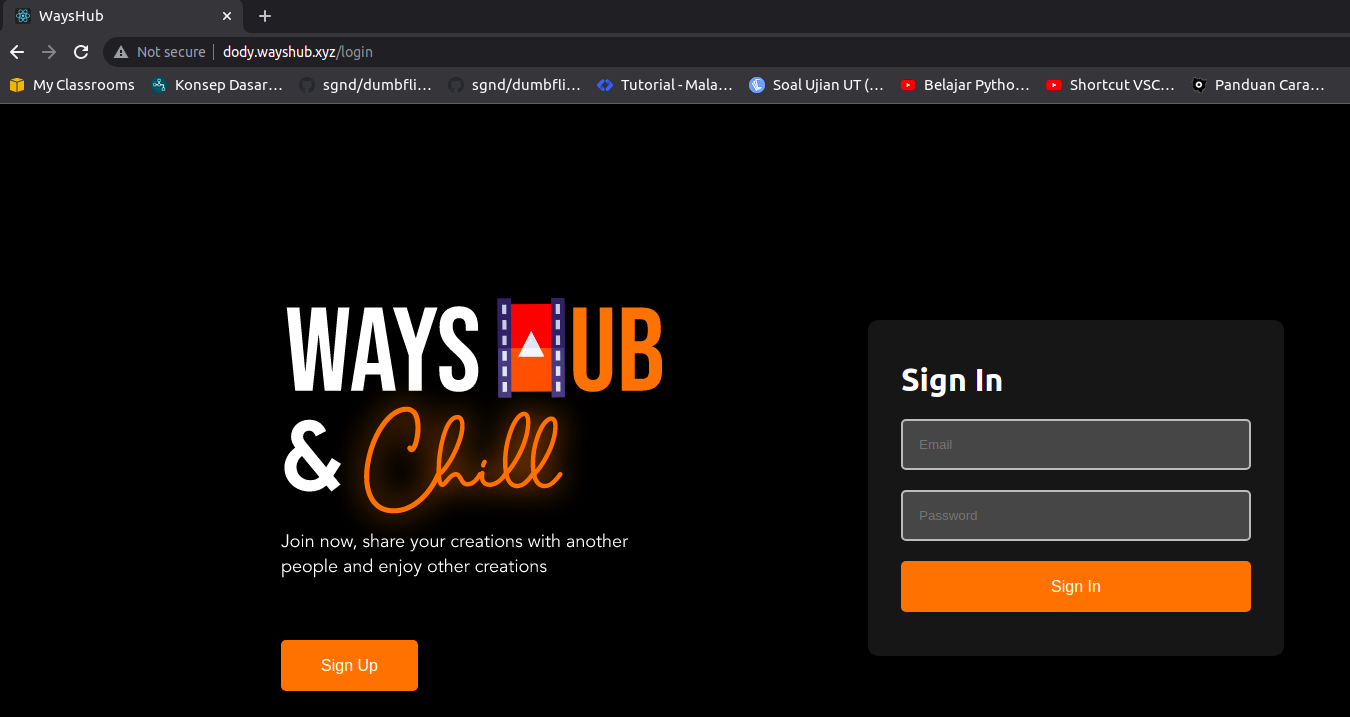 WaysHub
Not secure
dody.wayshub.xyz/login
My Classrooms
Konsep Dasar...
sgnd/dumbfli...
sgnd/dumbfli...
Tutorial - Mala...
Soal Ujian UT (...
Belajar Pytho...
Shortcut VSC...
Panduan Cara...
WAYS HUB
& Chill
Join now, share your creations with another
people and enjoy other creations
Sign Up
Sign In
Email
Password
Sign In